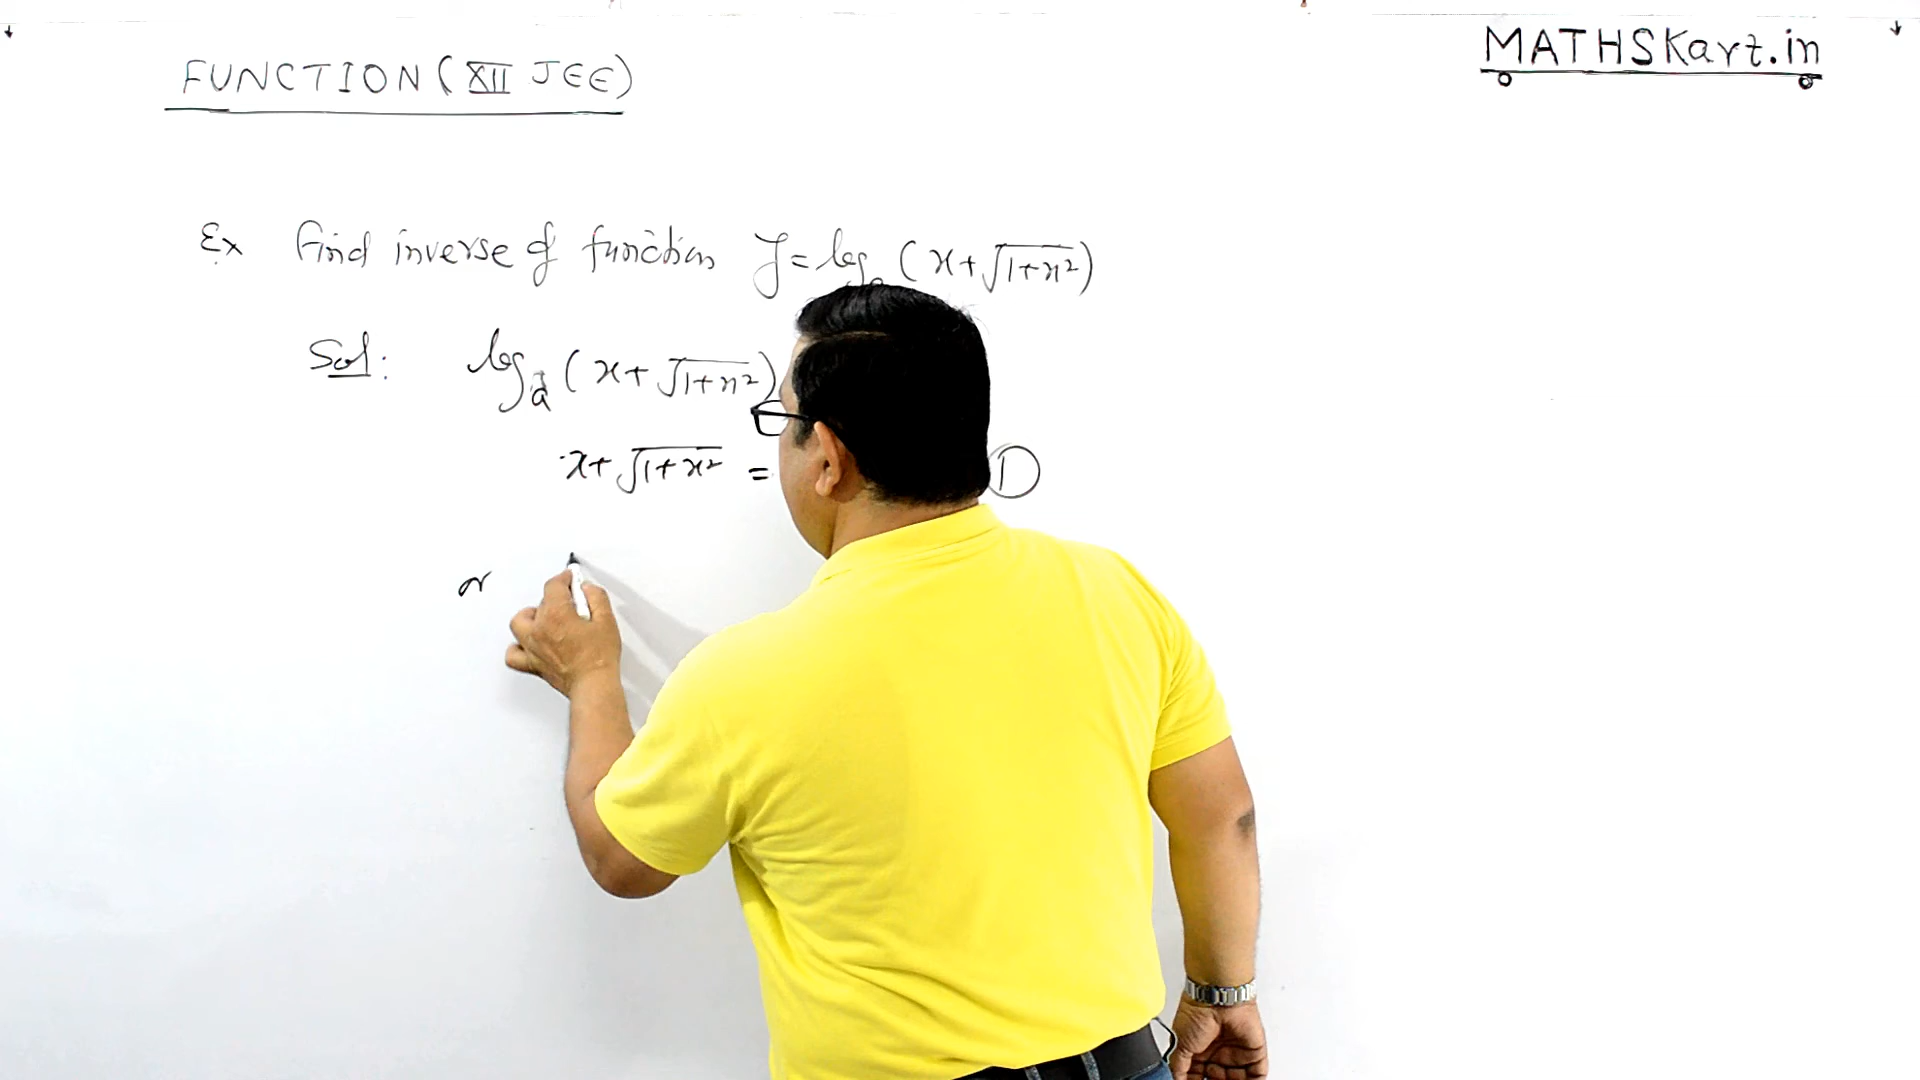 FUNCTION (XII JEE)
MATHSKart.in
Ex Find inverse of function y = log (x+√1+x²)
Sol: log a (x+√1+x²)
x+√1+x² = ①
or